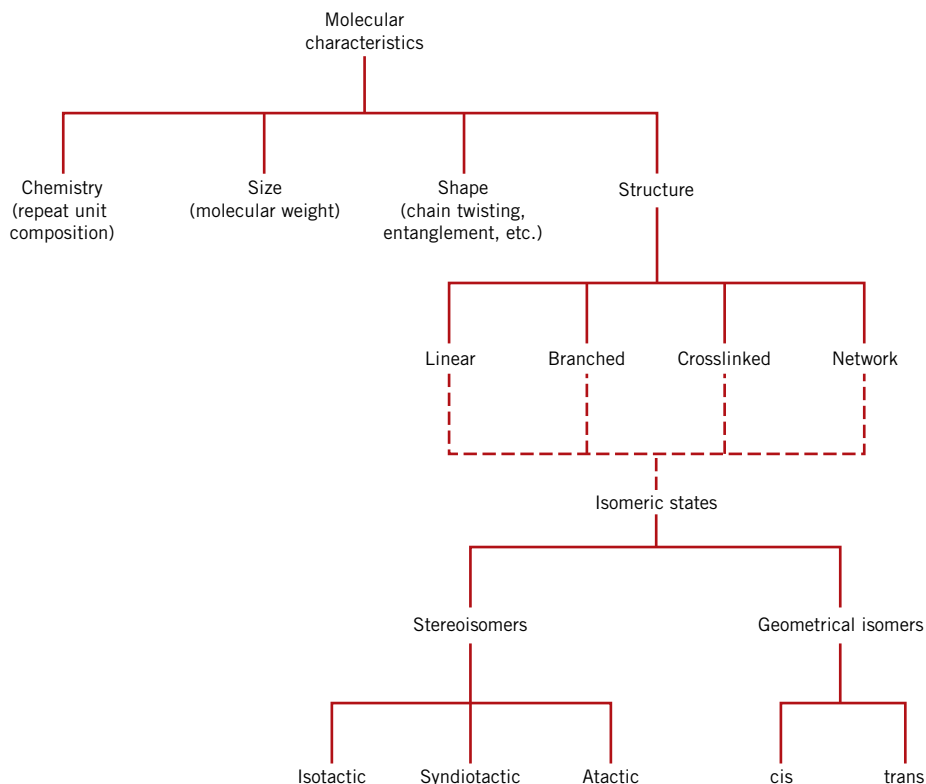 Molecular
characteristics
Chemistry
(repeat unit
composition)
Size
(molecular weight)
Shape
(chain twisting,
entanglement, etc.)
Structure
Linear
Branched
Crosslinked
Network
Isomeric states
Stereoisomers
Geometrical isomers
Isotactic
Syndiotactic
Atactic
cis
trans